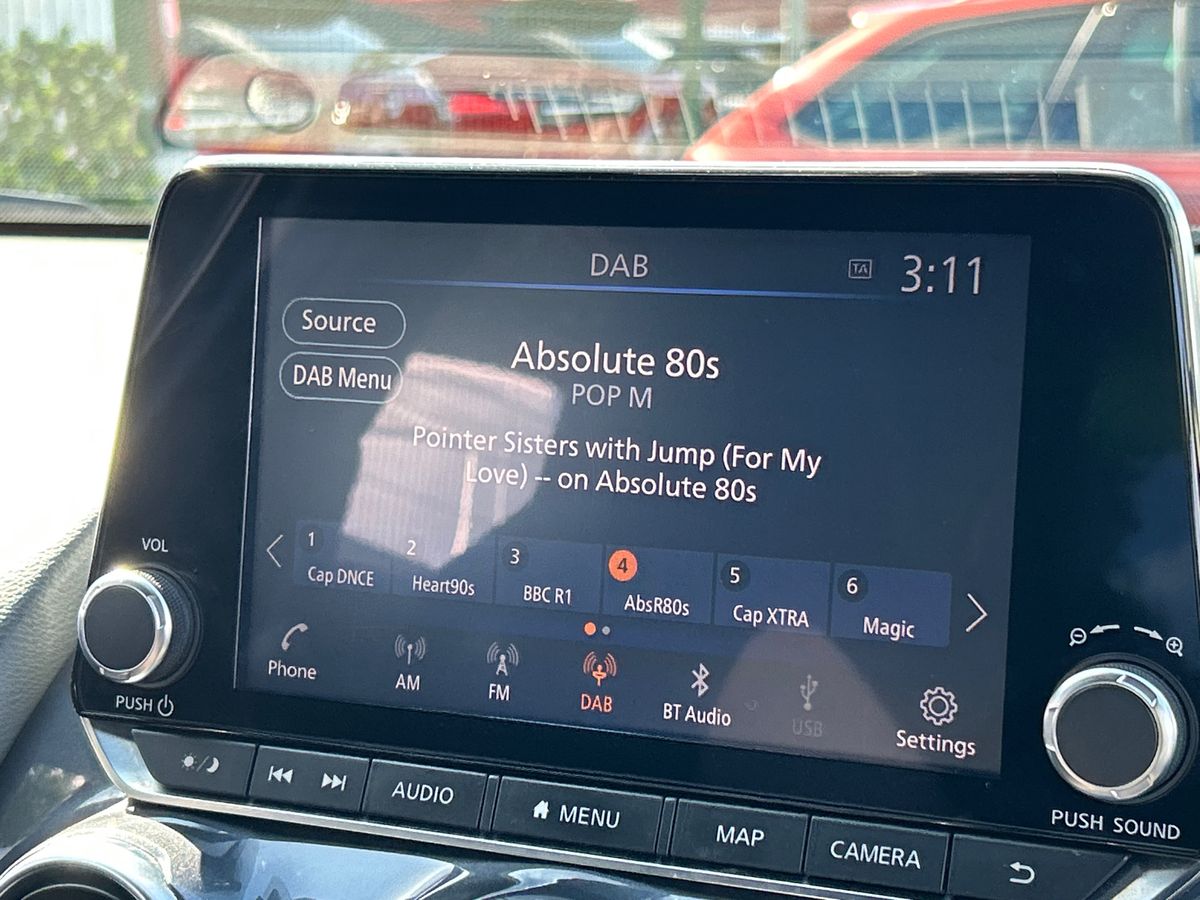 DAB
TA
3:11
Source
DAB Menu
Absolute 80s
POP M
Pointer Sisters with Jump (For My
Love) -- on Absolute 80s
1
Cap DNCE
2
Heart90s
3
BBC R1
4
AbsR80s
5
Cap XTRA
6
Magic
Phone
AM
FM
DAB
BT Audio
USB
Settings
VOL
PUSH
PUSH SOUND
AUDIO
MENU
MAP
CAMERA